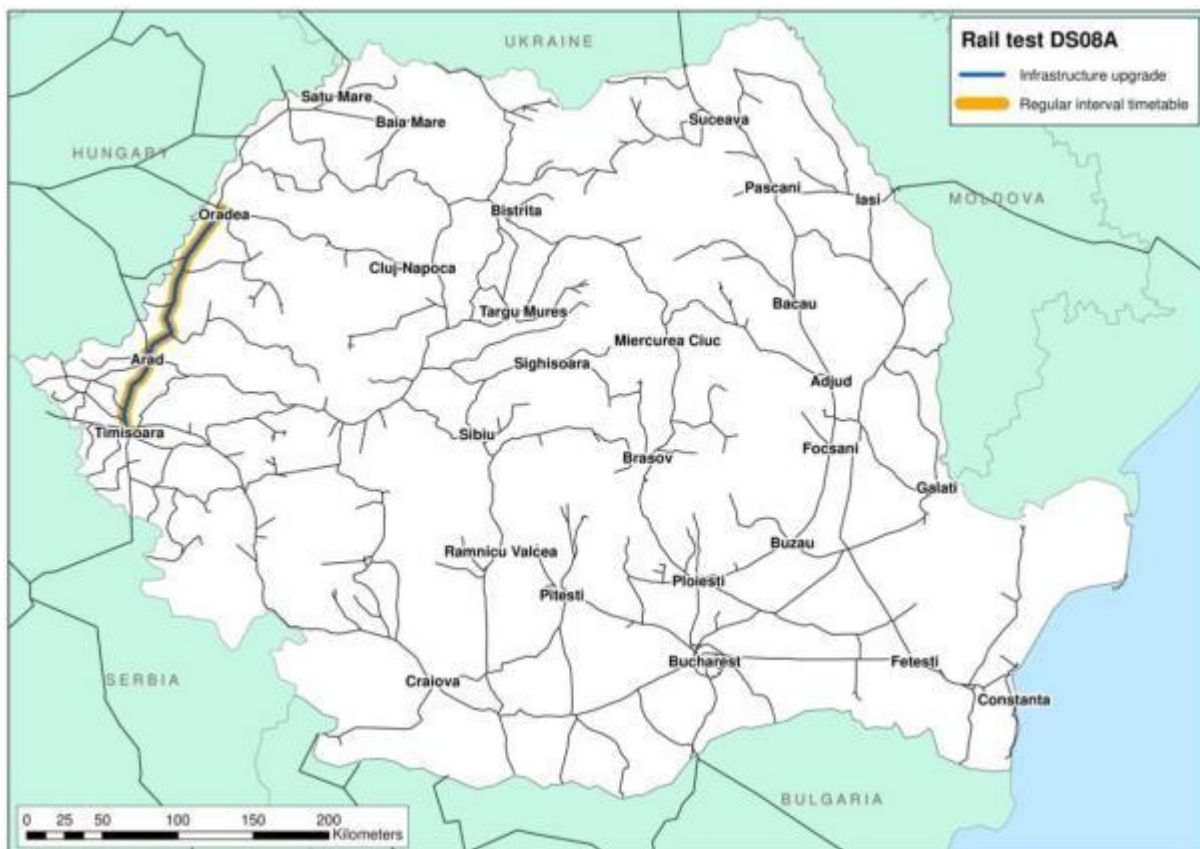 UKRAINE
Rail test DS08A
Infrastructure upgrade
Regular interval timetable
Satu Mare
Baia Mare
Suceava
HUNGARY
Pascani
Iasi
MOLDOVA
Oradea
Bistrita
Cluj-Napoca
Targu Mures
Bacau
Miercurea Ciuc
Arad
Sighisoara
Adjud
Timisoara
Sibiu
Brasov
Focsani
Galati
Buzau
Ramnicu Valcea
Ploiesti
Pitesti
Bucharest
Fetesti
SERBIA
Craiova
Constanta
BULGARIA
0 25 50 100 150 200
Kilometers